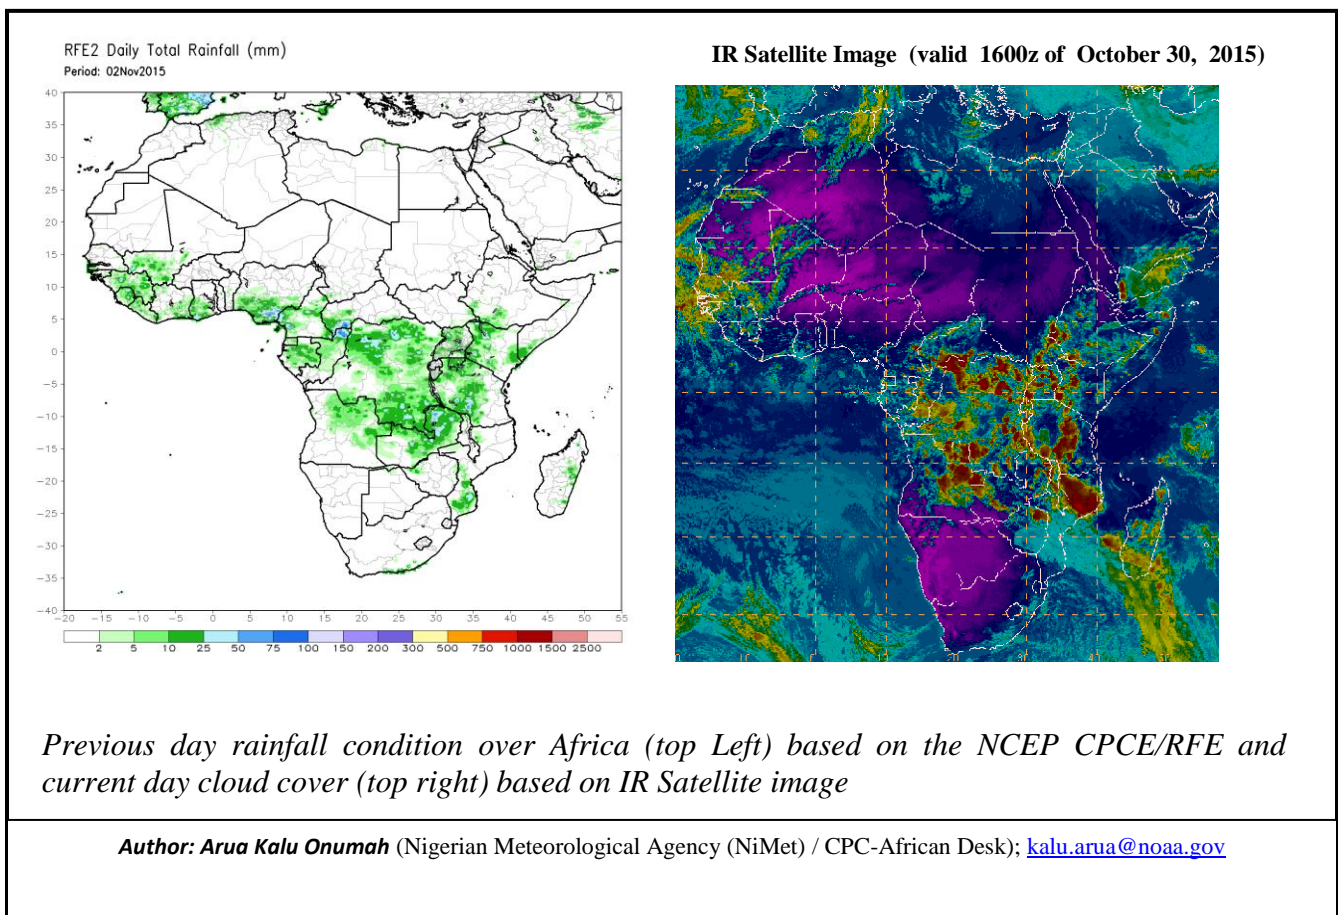 RFE2 Daily Total Rainfall (mm)
Period: 02Nov2015
IR Satellite Image (valid 1600z of October 30, 2015)
40
35
30
25
20
15
10
5
0
−5
−10
−15
−20
−25
−30
−35
−40
−20 −15 −10 −5 0 5 10 15 20 25 30 35 40 45 50 55
2 5 10 25 50 75 100 150 200 300 500 750 1000 1500 2500
Previous day rainfall condition over Africa (top Left) based on the NCEP CPCE/RFE and
current day cloud cover (top right) based on IR Satellite image
Author: Arua Kalu Onumah (Nigerian Meteorological Agency (NiMet) / CPC-African Desk); kalu.arua@noaa.gov